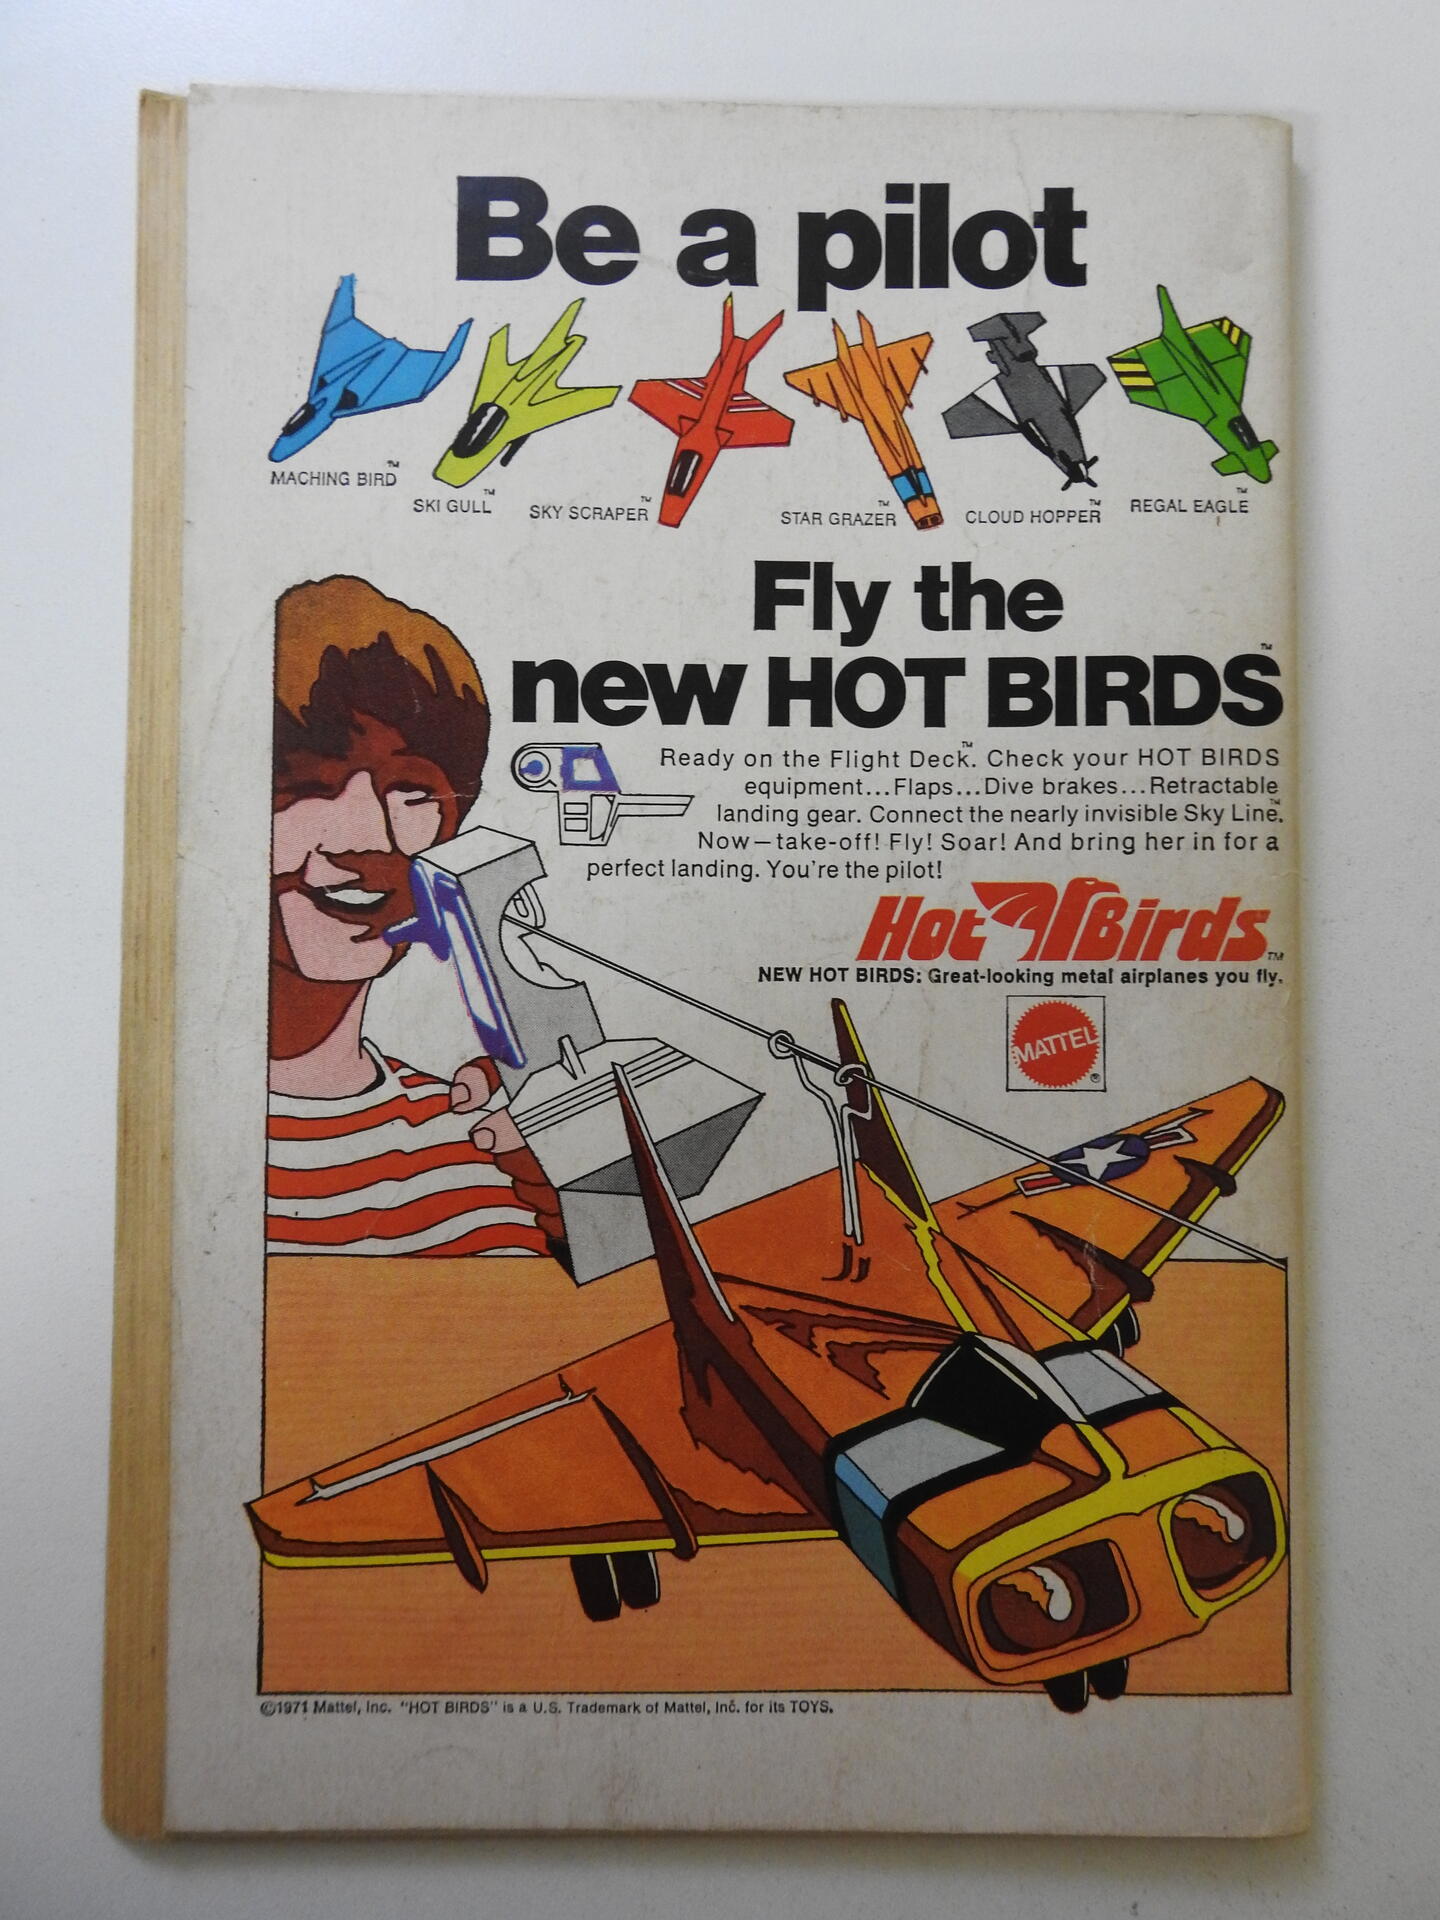 Be a pilot
MACHING BIRD™
SKI GULL™
SKY SCRAPER™
STAR GRAZER™
CLOUD HOPPER™
REGAL EAGLE™
Fly the
new HOT BIRDS™
Ready on the Flight Deck™. Check your HOT BIRDS
equipment...Flaps...Dive brakes...Retractable
landing gear. Connect the nearly invisible Sky Line™.
Now—take-off! Fly! Soar! And bring her in for a
perfect landing. You're the pilot!
Hot Birds™
NEW HOT BIRDS: Great-looking metal airplanes you fly.
MATTEL®
©1971 Mattel, Inc. "HOT BIRDS" is a U.S. Trademark of Mattel, Inc. for its TOYS.